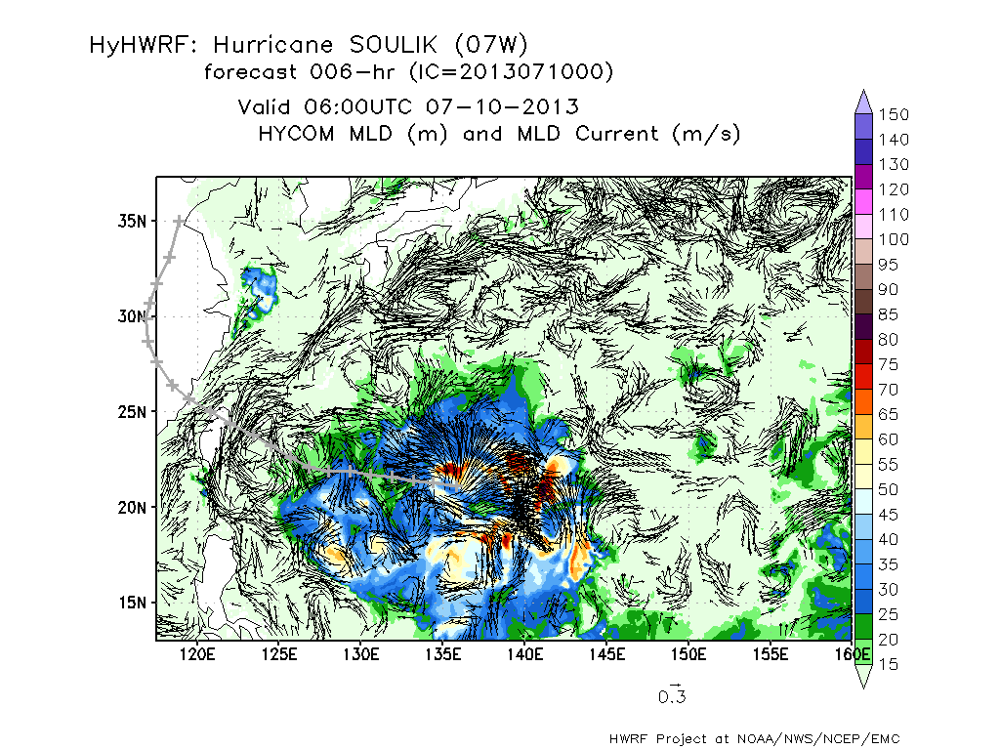 HyHWRF: Hurricane SOULIK (07W)
forecast 006-hr (IC=2013071000)
Valid 06:00UTC 07-10-2013
HYCOM MLD (m) and MLD Current (m/s)
150
140
130
120
110
100
95
90
85
80
75
70
65
60
55
50
45
40
35
30
25
20
15
35N
30N
25N
20N
15N
120E 125E 130E 135E 140E 145E 150E 155E 160E
0.3
HWRF Project at NOAA/NWS/NCEP/EMC